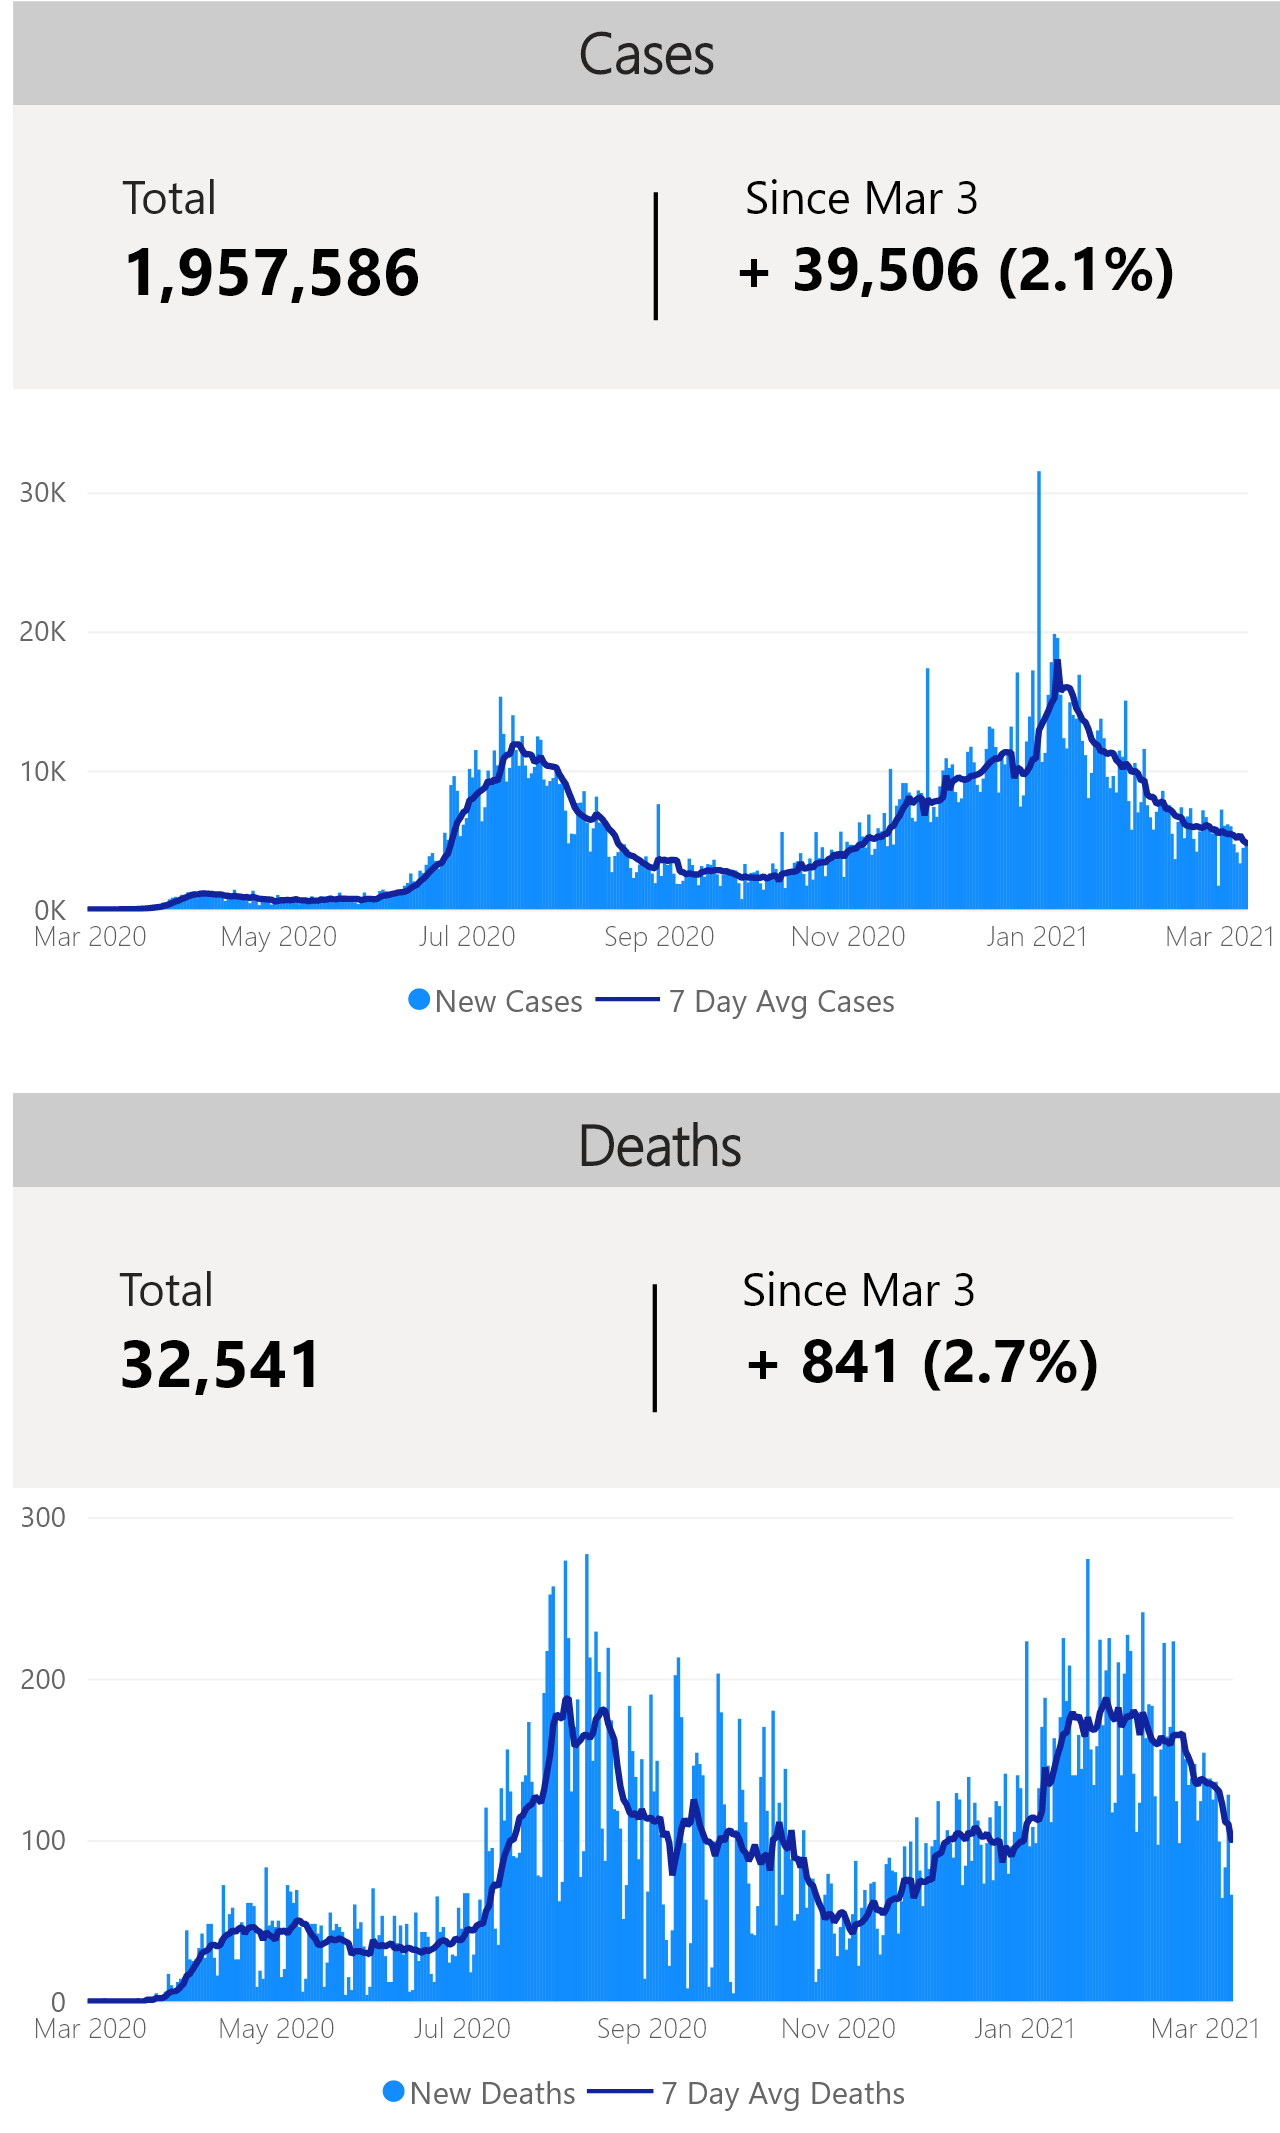 Cases
Total
Since Mar 3
1,957,586
+ 39,506 (2.1%)
30K
20K
10K
0K
Mar 2020 May 2020 Jul 2020 Sep 2020 Nov 2020 Jan 2021 Mar 2021
New Cases 7 Day Avg Cases
Deaths
Total
Since Mar 3
32,541
+ 841 (2.7%)
300
200
100
0
Mar 2020 May 2020 Jul 2020 Sep 2020 Nov 2020 Jan 2021 Mar 2021
New Deaths 7 Day Avg Deaths